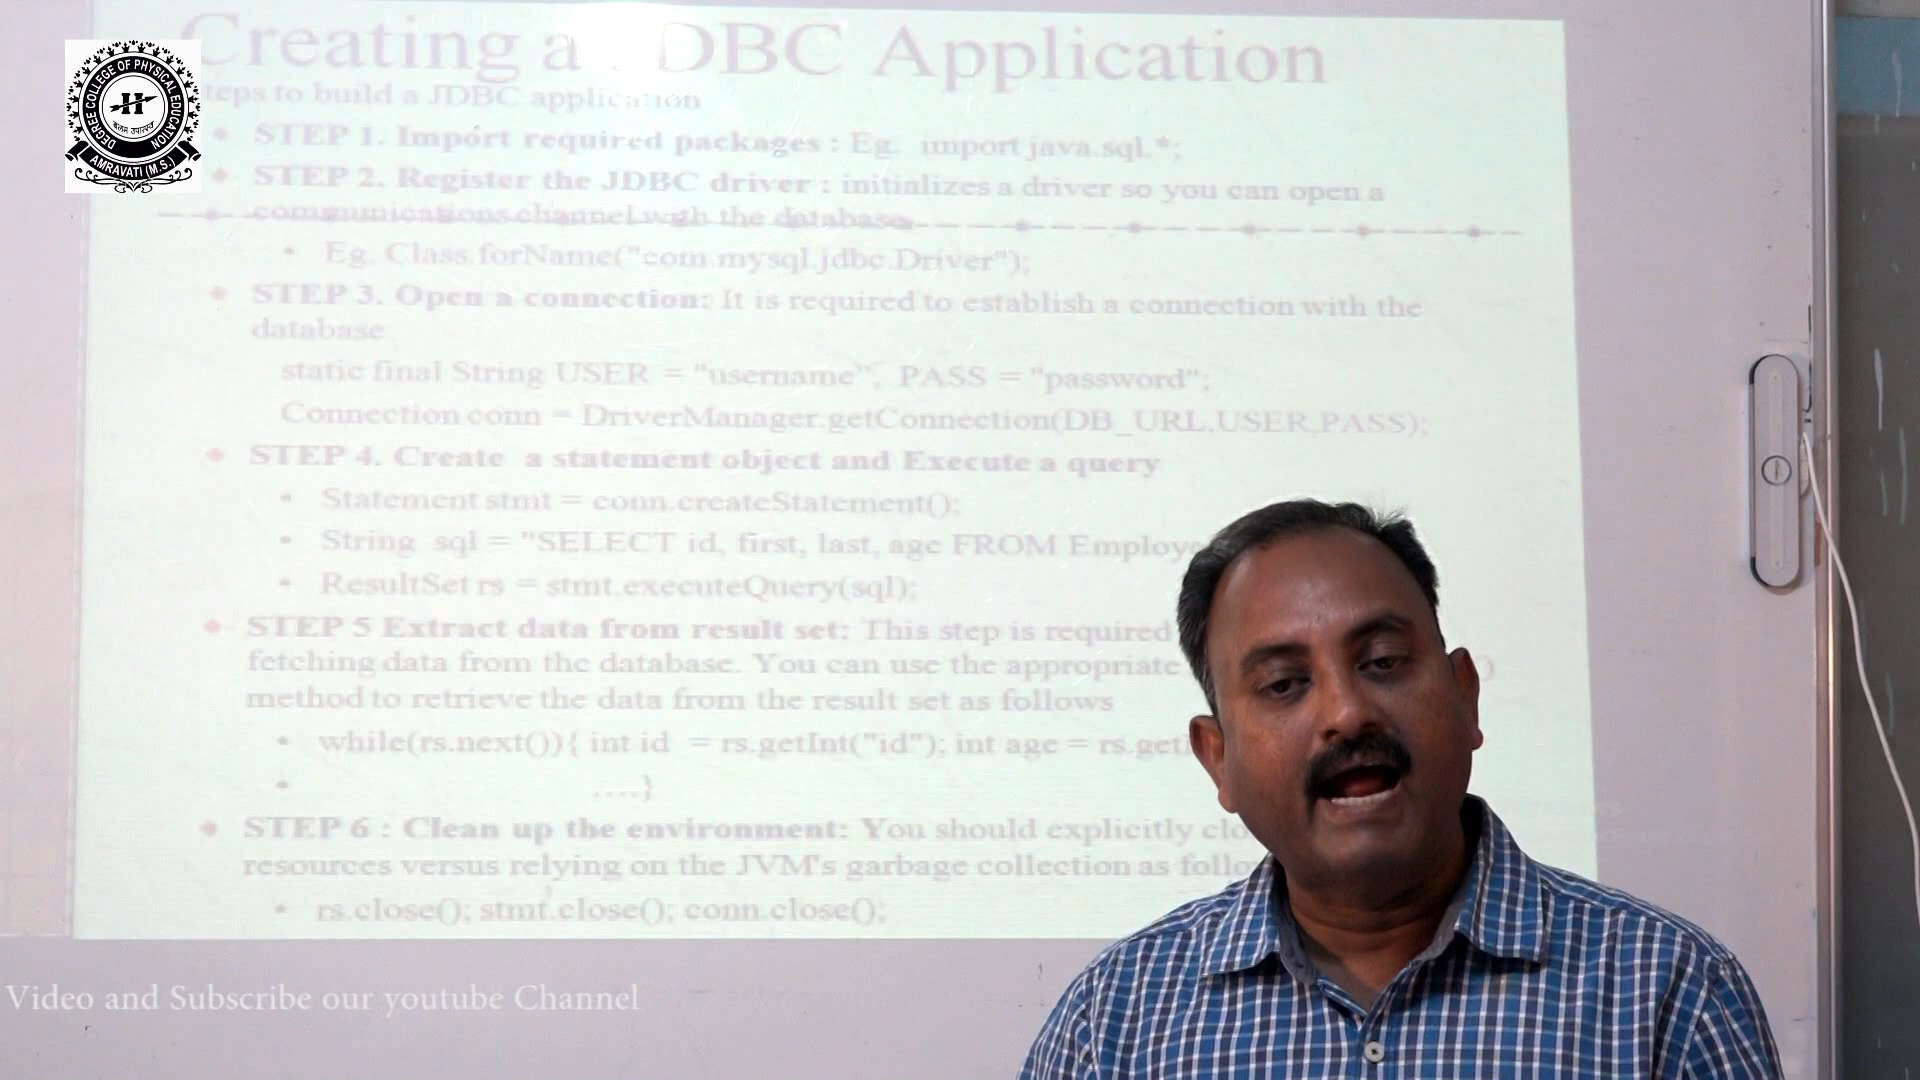 Creating a JDBC Application
teps to build a JDBC application
STEP 1. Import required packages : Eg. import java.sql.*;
STEP 2. Register the JDBC driver : initializes a driver so you can open a
communications channel with the database
Eg. Class.forName("com.mysql.jdbc.Driver");
STEP 3. Open a connection: It is required to establish a connection with the
database
static final String USER = "username", PASS = "password";
Connection conn = DriverManager.getConnection(DB_URL,USER,PASS);
STEP 4. Create a statement object and Execute a query
Statement stmt = conn.createStatement();
String sql = "SELECT id, first, last, age FROM Employe
ResultSet rs = stmt.executeQuery(sql);
STEP 5 Extract data from result set: This step is required
fetching data from the database. You can use the appropriate ()
method to retrieve the data from the result set as follows
while(rs.next()){ int id = rs.getInt("id"); int age = rs.getI
....}
STEP 6 : Clean up the environment: You should explicitly clo
resources versus relying on the JVM's garbage collection as follo
rs.close(); stmt.close(); conn.close();
DEGREE COLLEGE OF PHYSICAL EDUCATION
AMRAVATI (M.S.)
Video and Subscribe our youtube Channel